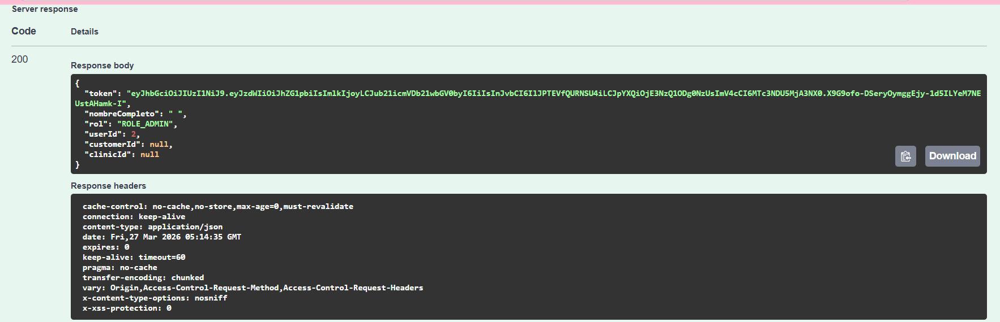 Server response
Code Details
200
Response body
{
"token": "eyJhbGciOiJIUzI1NiJ9.eyJzdWIiOiJhZG1pbiIsImlkIjoyLCJub21icmVDb21wbGV0byI6IiIsInJvbCI6IlJPTEVfQURNSU4iLCJpYXQiOjE3NzQ1ODg0NzUsImV4cCI6MTc3NDU5MjA3NX0.X9G9ofo-DSeryOymggEjy-1d5ILYeM7NE
UstAHamk-I",
"nombreCompleto": " ",
"rol": "ROLE_ADMIN",
"userId": 2,
"customerId": null,
"clinicId": null
}
Download
Response headers
cache-control: no-cache,no-store,max-age=0,must-revalidate
connection: keep-alive
content-type: application/json
date: Fri,27 Mar 2026 05:14:35 GMT
expires: 0
keep-alive: timeout=60
pragma: no-cache
transfer-encoding: chunked
vary: Origin,Access-Control-Request-Method,Access-Control-Request-Headers
x-content-type-options: nosniff
x-xss-protection: 0